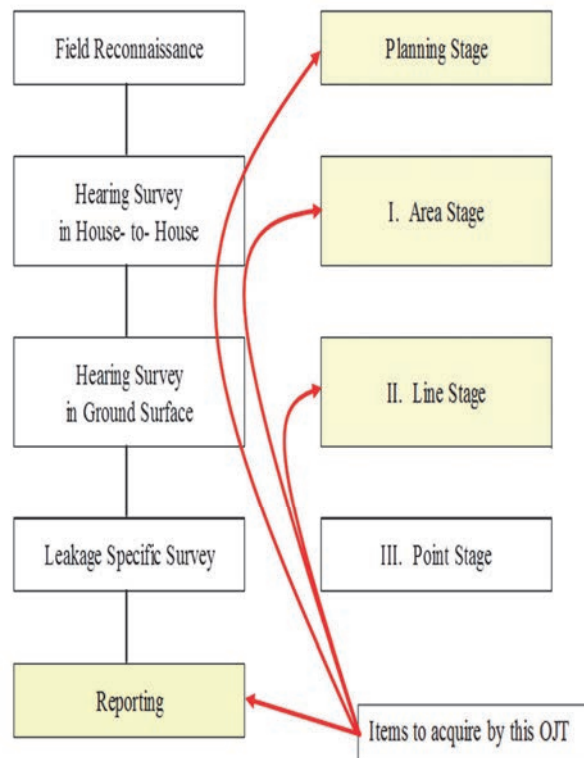 Field Reconnaissance
Planning Stage
Hearing Survey
in House- to- House
I. Area Stage
Hearing Survey
in Ground Surface
II. Line Stage
Leakage Specific Survey
III. Point Stage
Reporting
Items to acquire by this OJT